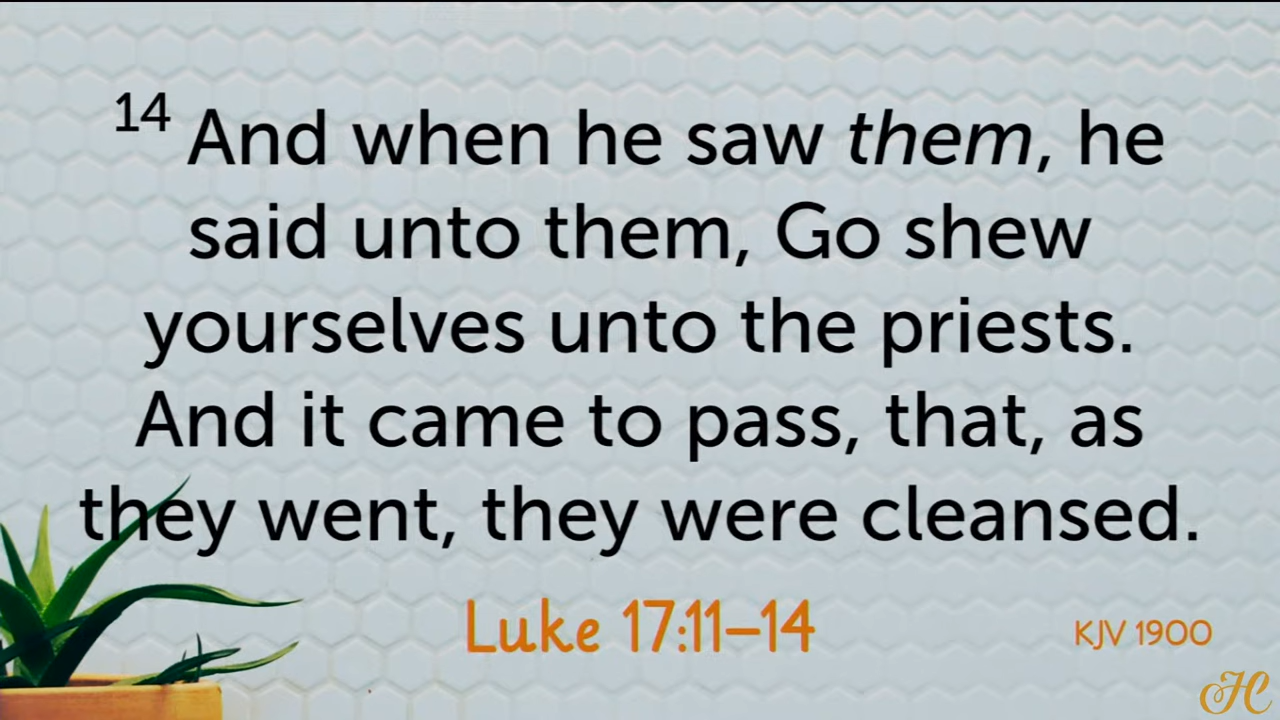 14 And when he saw them, he
said unto them, Go shew
yourselves unto the priests.
And it came to pass, that, as
they went, they were cleansed.
Luke 17:11–14
KJV 1900
HC